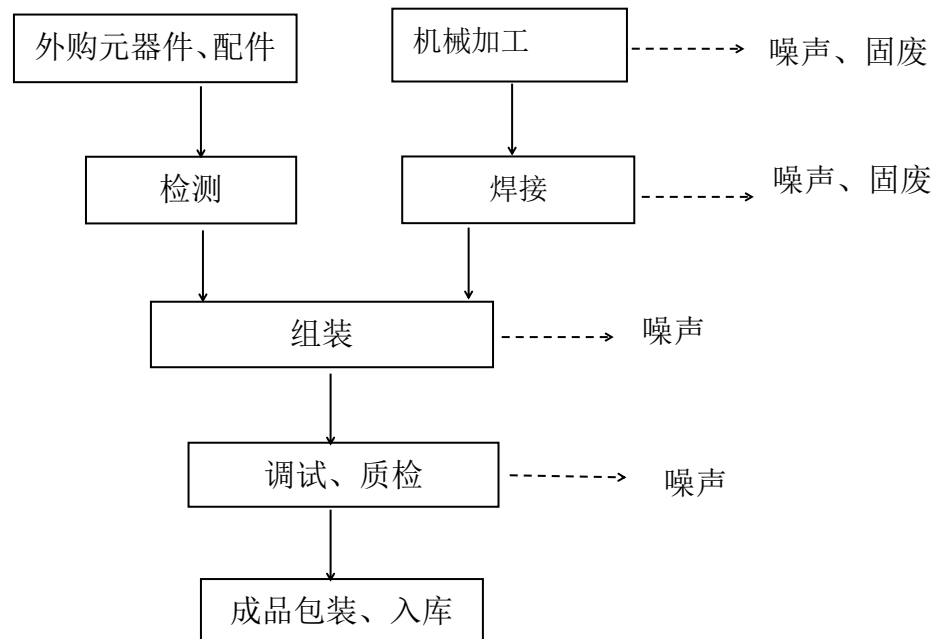 外购元器件、配件
机械加工
噪声、固废
检测
焊接
噪声、固废
组装
噪声
调试、质检
噪声
成品包装、入库